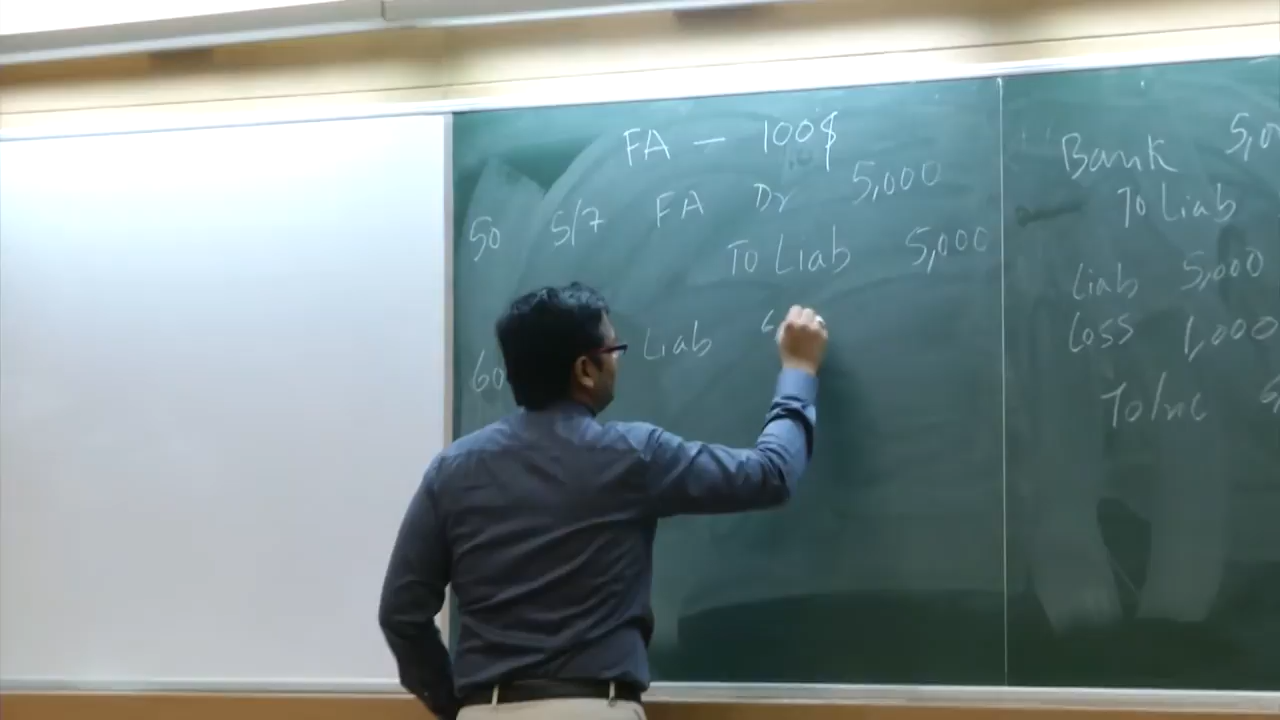 FA — 100$
50 5/7 FA Dr 5,000
To Liab 5,000
60 Liab
Bank 5,0
To Liab
Liab 5,000
Loss 1,000
To